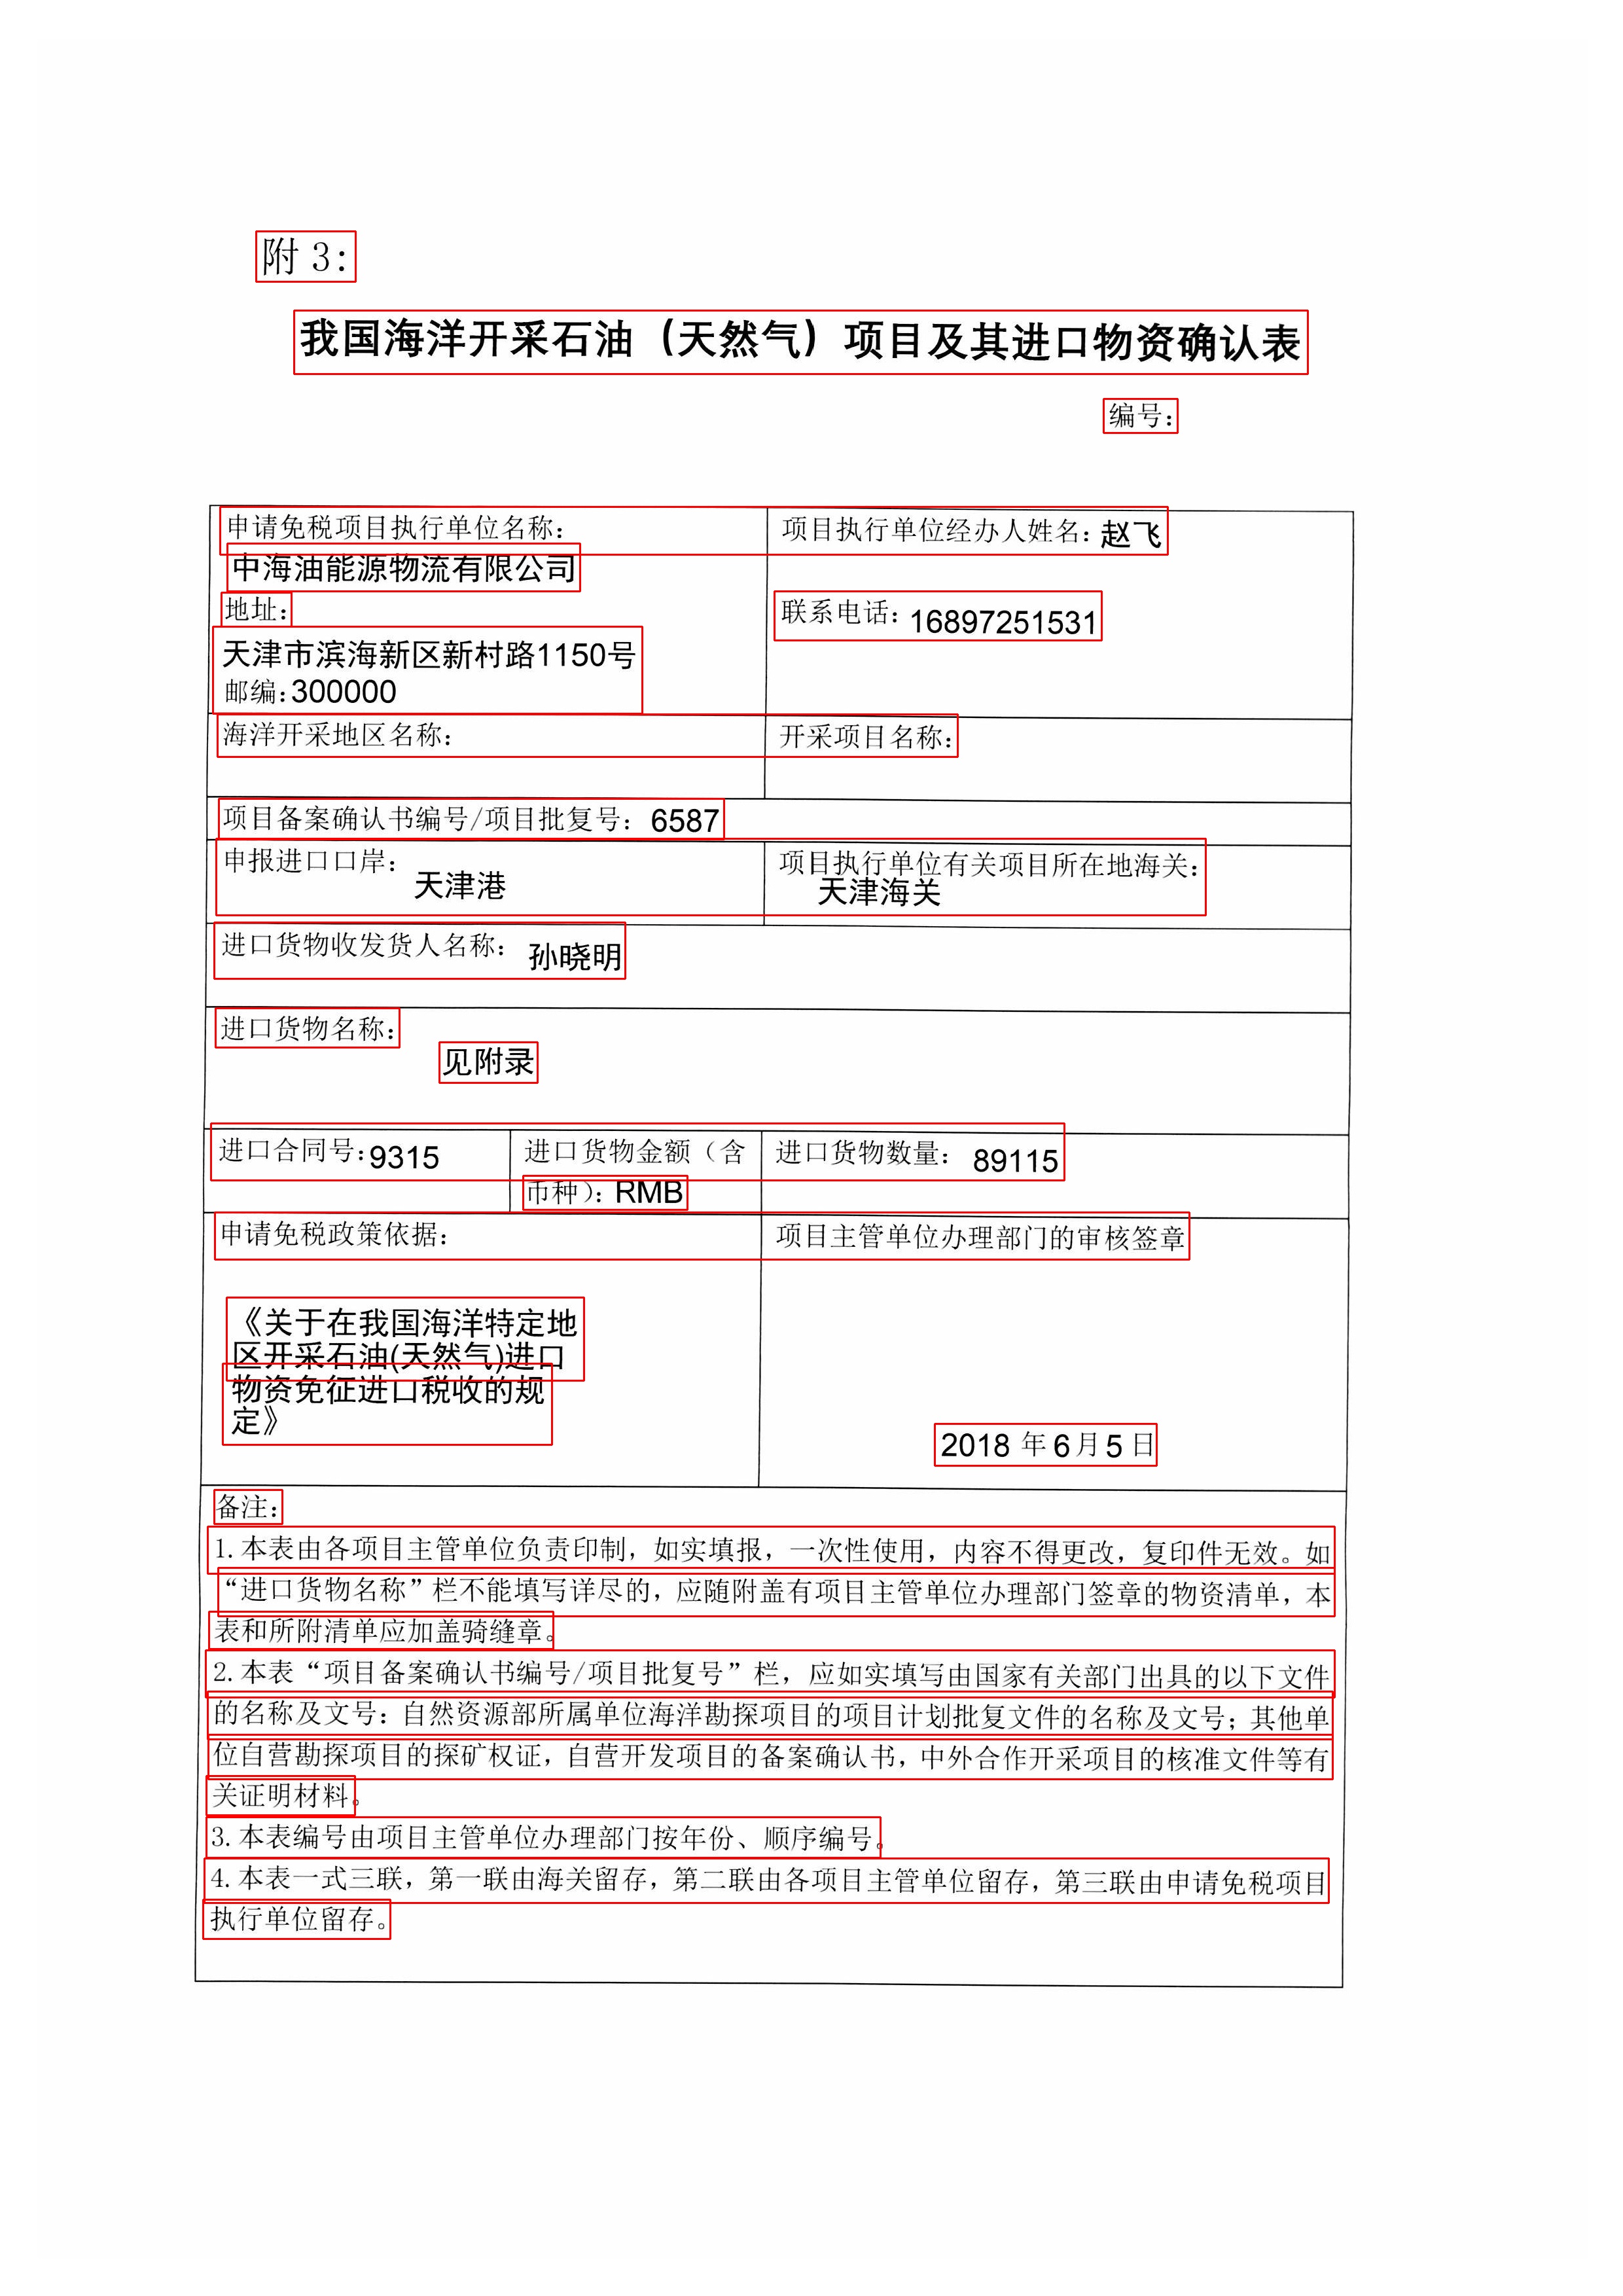 附 3：
我国海洋开采石油（天然气）项目及其进口物资确认表
编号：
申请免税项目执行单位名称： 项目执行单位经办人姓名：赵飞
中海油能源物流有限公司
地址： 联系电话：16897251531
天津市滨海新区新村路1150号
邮编：300000
海洋开采地区名称： 开采项目名称：
项目备案确认书编号/项目批复号：6587
申报进口口岸：天津港 项目执行单位有关项目所在地海关：
天津海关
进口货物收发货人名称：孙晓明
进口货物名称：
见附录
进口合同号：9315 进口货物金额（含 进口货物数量：89115
币种）：RMB
申请免税政策依据： 项目主管单位办理部门的审核签章
《关于在我国海洋特定地
区开采石油(天然气)进口
物资免征进口税收的规
定》
2018 年 6 月 5 日
备注：
1.本表由各项目主管单位负责印制，如实填报，一次性使用，内容不得更改，复印件无效。如
“进口货物名称”栏不能填写详尽的，应随附盖有项目主管单位办理部门签章的物资清单，本
表和所附清单应加盖骑缝章。
2.本表“项目备案确认书编号/项目批复号”栏，应如实填写由国家有关部门出具的以下文件
的名称及文号：自然资源部所属单位海洋勘探项目的项目计划批复文件的名称及文号；其他单
位自营勘探项目的探矿权证，自营开发项目的备案确认书，中外合作开采项目的核准文件等有
关证明材料。
3.本表编号由项目主管单位办理部门按年份、顺序编号。
4.本表一式三联，第一联由海关留存，第二联由各项目主管单位留存，第三联由申请免税项目
执行单位留存。